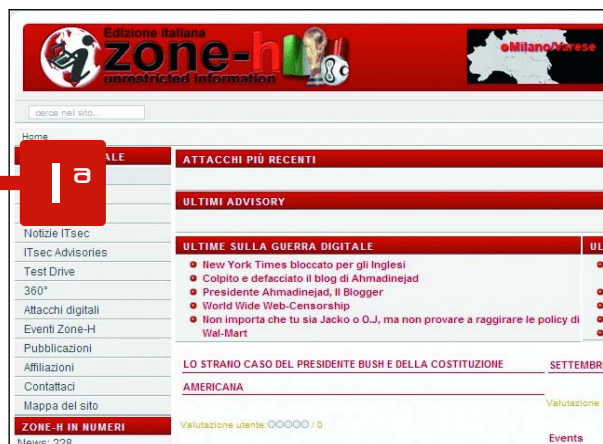 Edizione italiana
zone-h
unrestricted information
Milano/Varese
cerca nel sito...
Home
ALE
1ª
ATTACCHI PIÙ RECENTI
ULTIMI ADVISORY
Notizie ITsec
ITsec Advisories
Test Drive
360°
Attacchi digitali
Eventi Zone-H
Pubblicazioni
Affiliazioni
Contattaci
Mappa del sito
ZONE-H IN NUMERI
News: 228
ULTIME SULLA GUERRA DIGITALE
New York Times bloccato per gli Inglesi
Colpito e defacciato il blog di Ahmadinejad
Presidente Ahmadinejad, Il Blogger
World Wide Web-Censorship
Non importa che tu sia Jacko o O.J, ma non provare a raggirare le policy di
Wal-Mart
UL
LO STRANO CASO DEL PRESIDENTE BUSH E DELLA COSTITUZIONE
AMERICANA
Valutazione utente: / 0
SETTEMBRE
Valutazione
Events